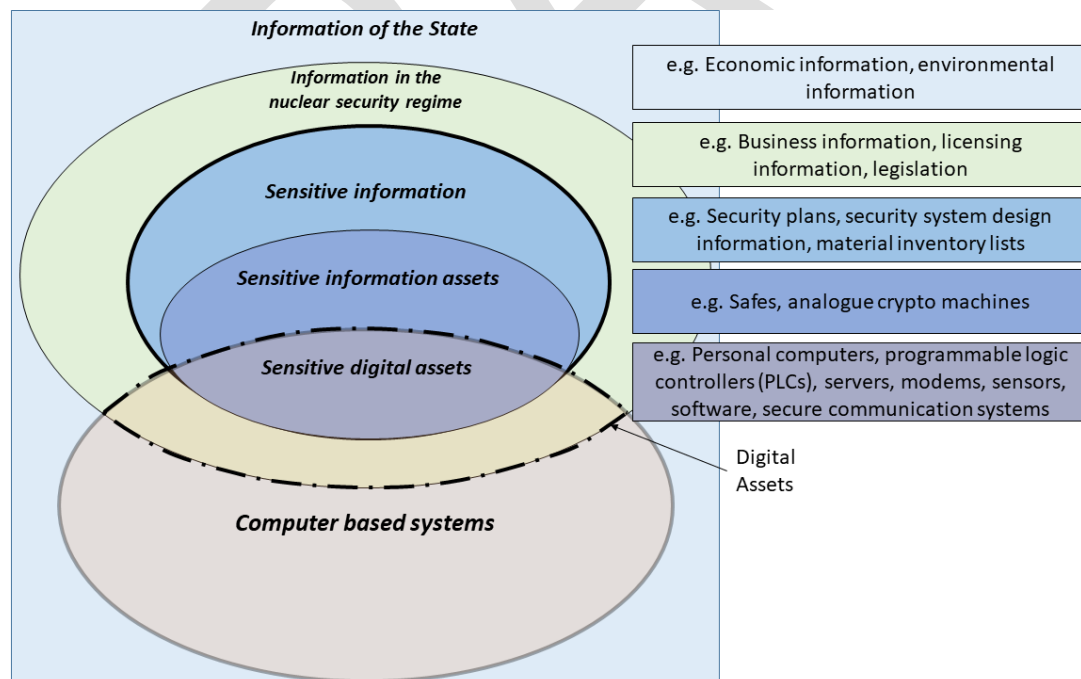 Information of the State
Information in the
nuclear security regime
Sensitive information
Sensitive information assets
Sensitive digital assets
Computer based systems
e.g. Economic information, environmental
information
e.g. Business information, licensing
information, legislation
e.g. Security plans, security system design
information, material inventory lists
e.g. Safes, analogue crypto machines
e.g. Personal computers, programmable logic
controllers (PLCs), servers, modems, sensors,
software, secure communication systems
Digital
Assets